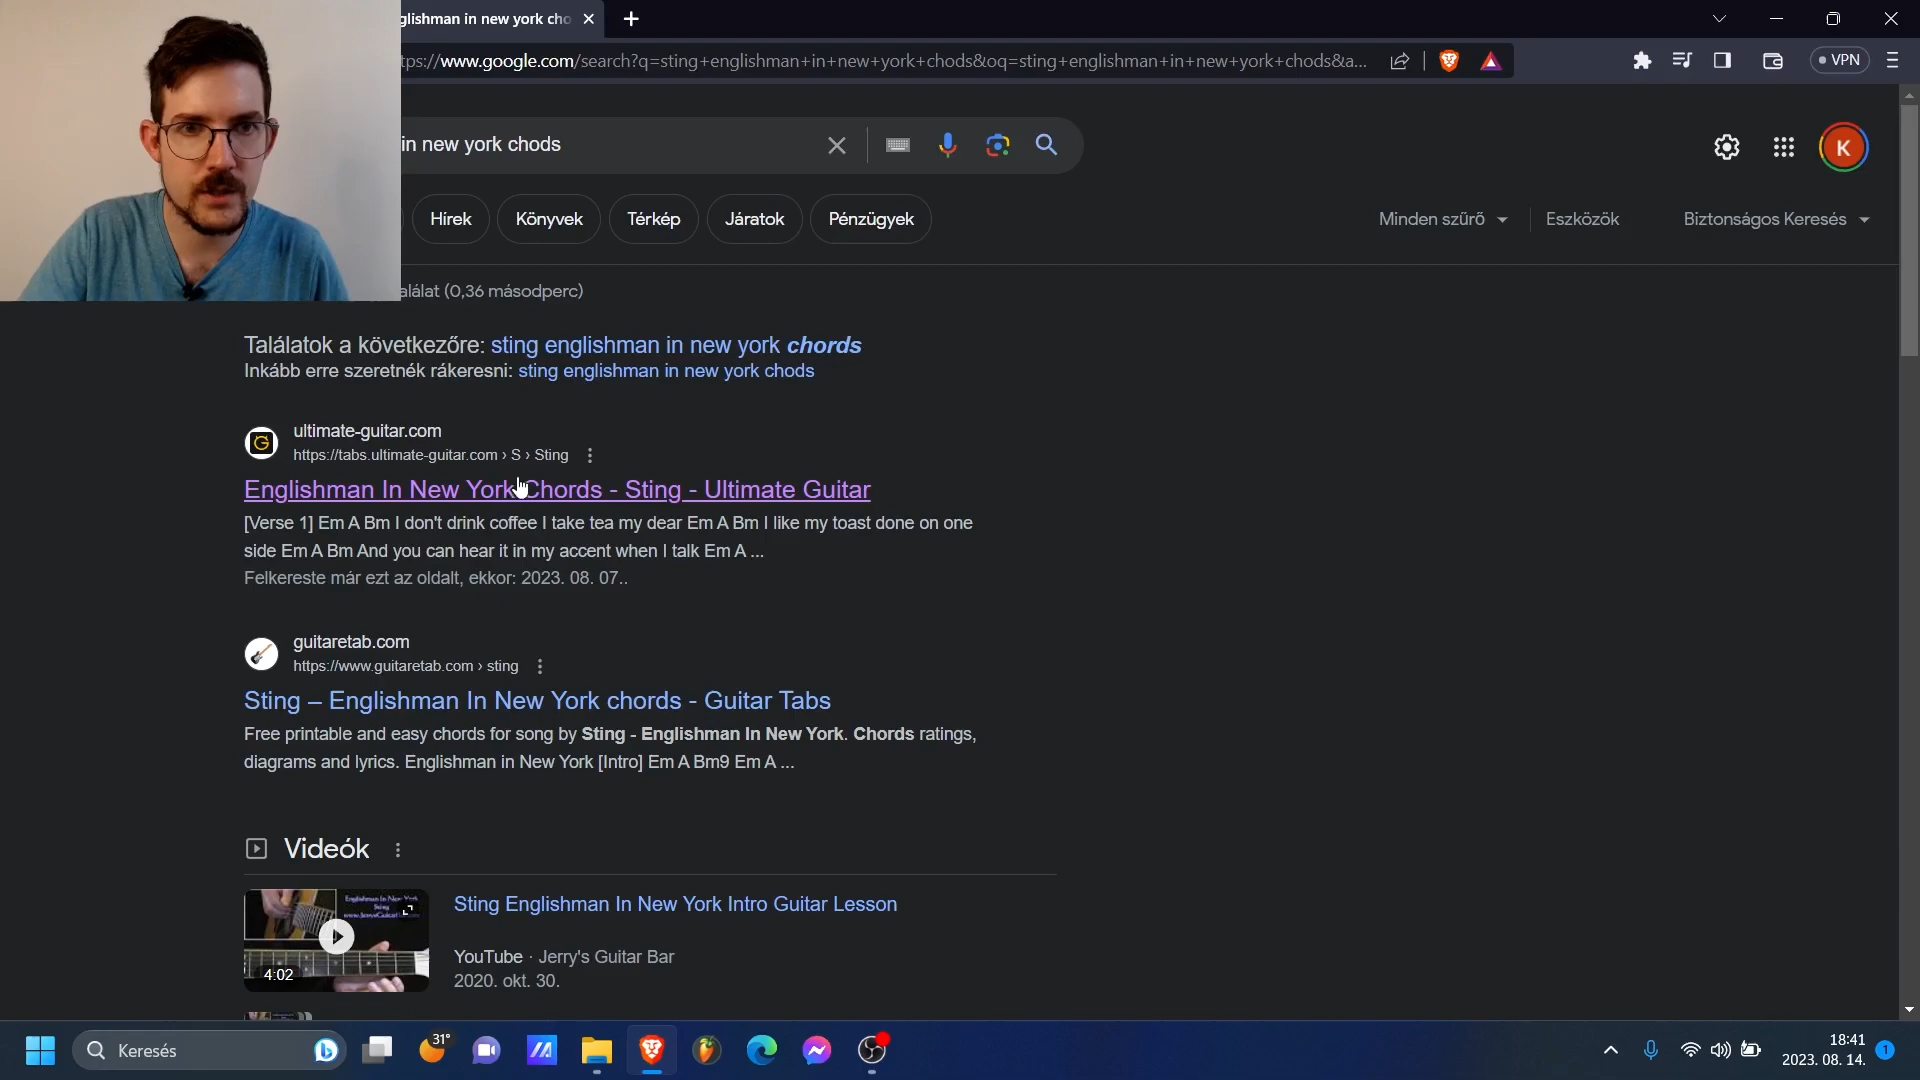 glishman in new york cho
tps://www.google.com/search?q=sting+englishman+in+new+york+chods&oq=sting+englishman+in+new+york+chods&a...
VPN
in new york chods
K
Hírek
Könyvek
Térkép
Járatok
Pénzügyek
Minden szűrő
Eszközök
Biztonságos Keresés
alálat (0,36 másodperc)
Találatok a következőre: sting englishman in new york chords
Inkább erre szeretnék rákeresni: sting englishman in new york chods
ultimate-guitar.com
https://tabs.ultimate-guitar.com › S › Sting
Englishman In New York Chords - Sting - Ultimate Guitar
[Verse 1] Em A Bm I don't drink coffee I take tea my dear Em A Bm I like my toast done on one
side Em A Bm And you can hear it in my accent when I talk Em A ...
Felkereste már ezt az oldalt, ekkor: 2023. 08. 07..
guitaretab.com
https://www.guitaretab.com › sting
Sting – Englishman In New York chords - Guitar Tabs
Free printable and easy chords for song by Sting - Englishman In New York. Chords ratings,
diagrams and lyrics. Englishman in New York [Intro] Em A Bm9 Em A ...
Videók
Englishman In New York
Sting
4:02
Sting Englishman In New York Intro Guitar Lesson
YouTube · Jerry's Guitar Bar
2020. okt. 30.
Keresés
31°
18:41
2023. 08. 14.
1